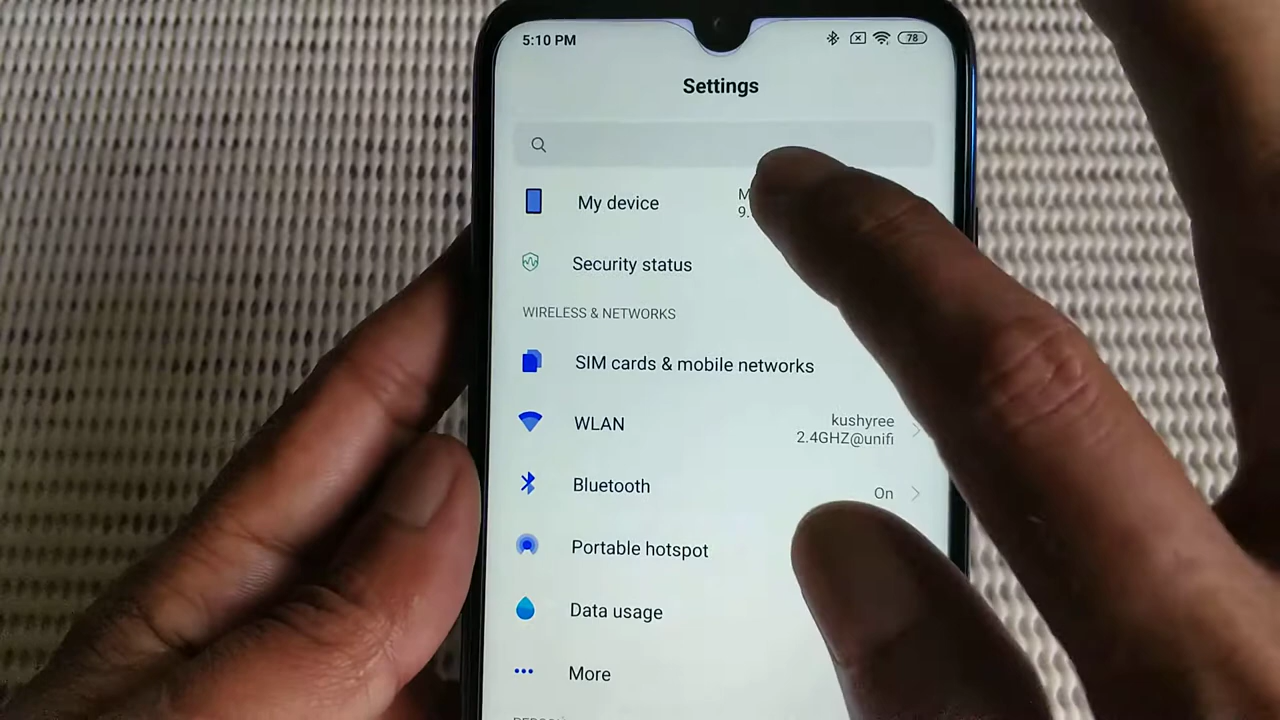 5:10 PM
78
Settings
My device
Security status
WIRELESS & NETWORKS
SIM cards & mobile networks
WLAN
kushyree
2.4GHZ@unifi
Bluetooth
On
Portable hotspot
Data usage
More